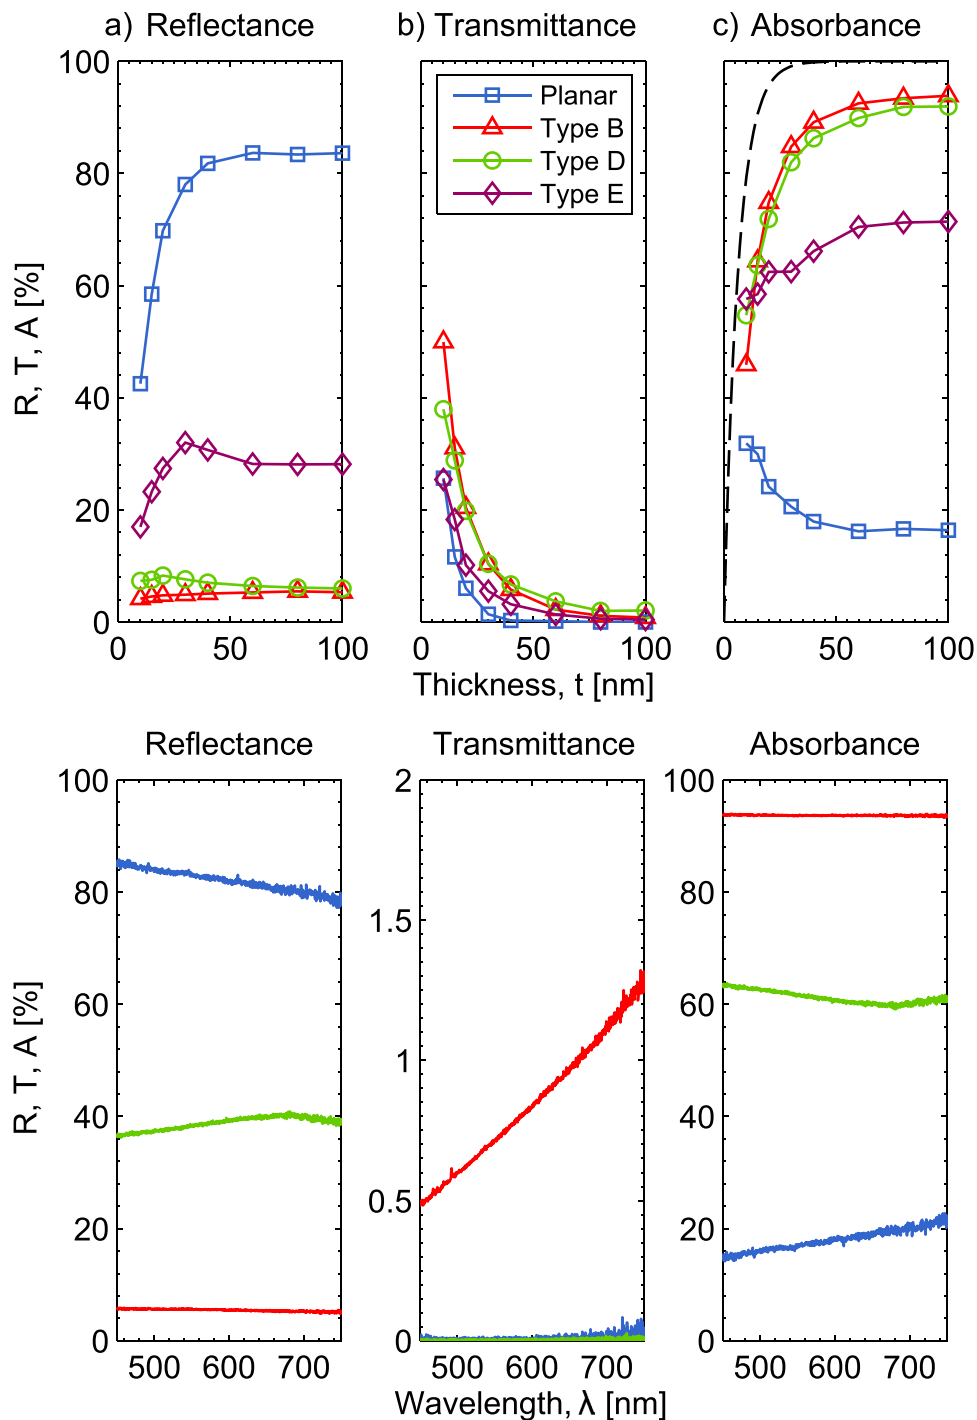 a) Reflectance
b) Transmittance
c) Absorbance
R, T, A [%]
100
80
60
40
20
0
Planar
Type B
Type D
Type E
0 50 100
0 50 100
0 50 100
Thickness, t [nm]
Reflectance
Transmittance
Absorbance
R, T, A [%]
100
80
60
40
20
0
2
1.5
1
0.5
0
100
80
60
40
20
0
500 600 700
500 600 700
500 600 700
Wavelength, λ [nm]